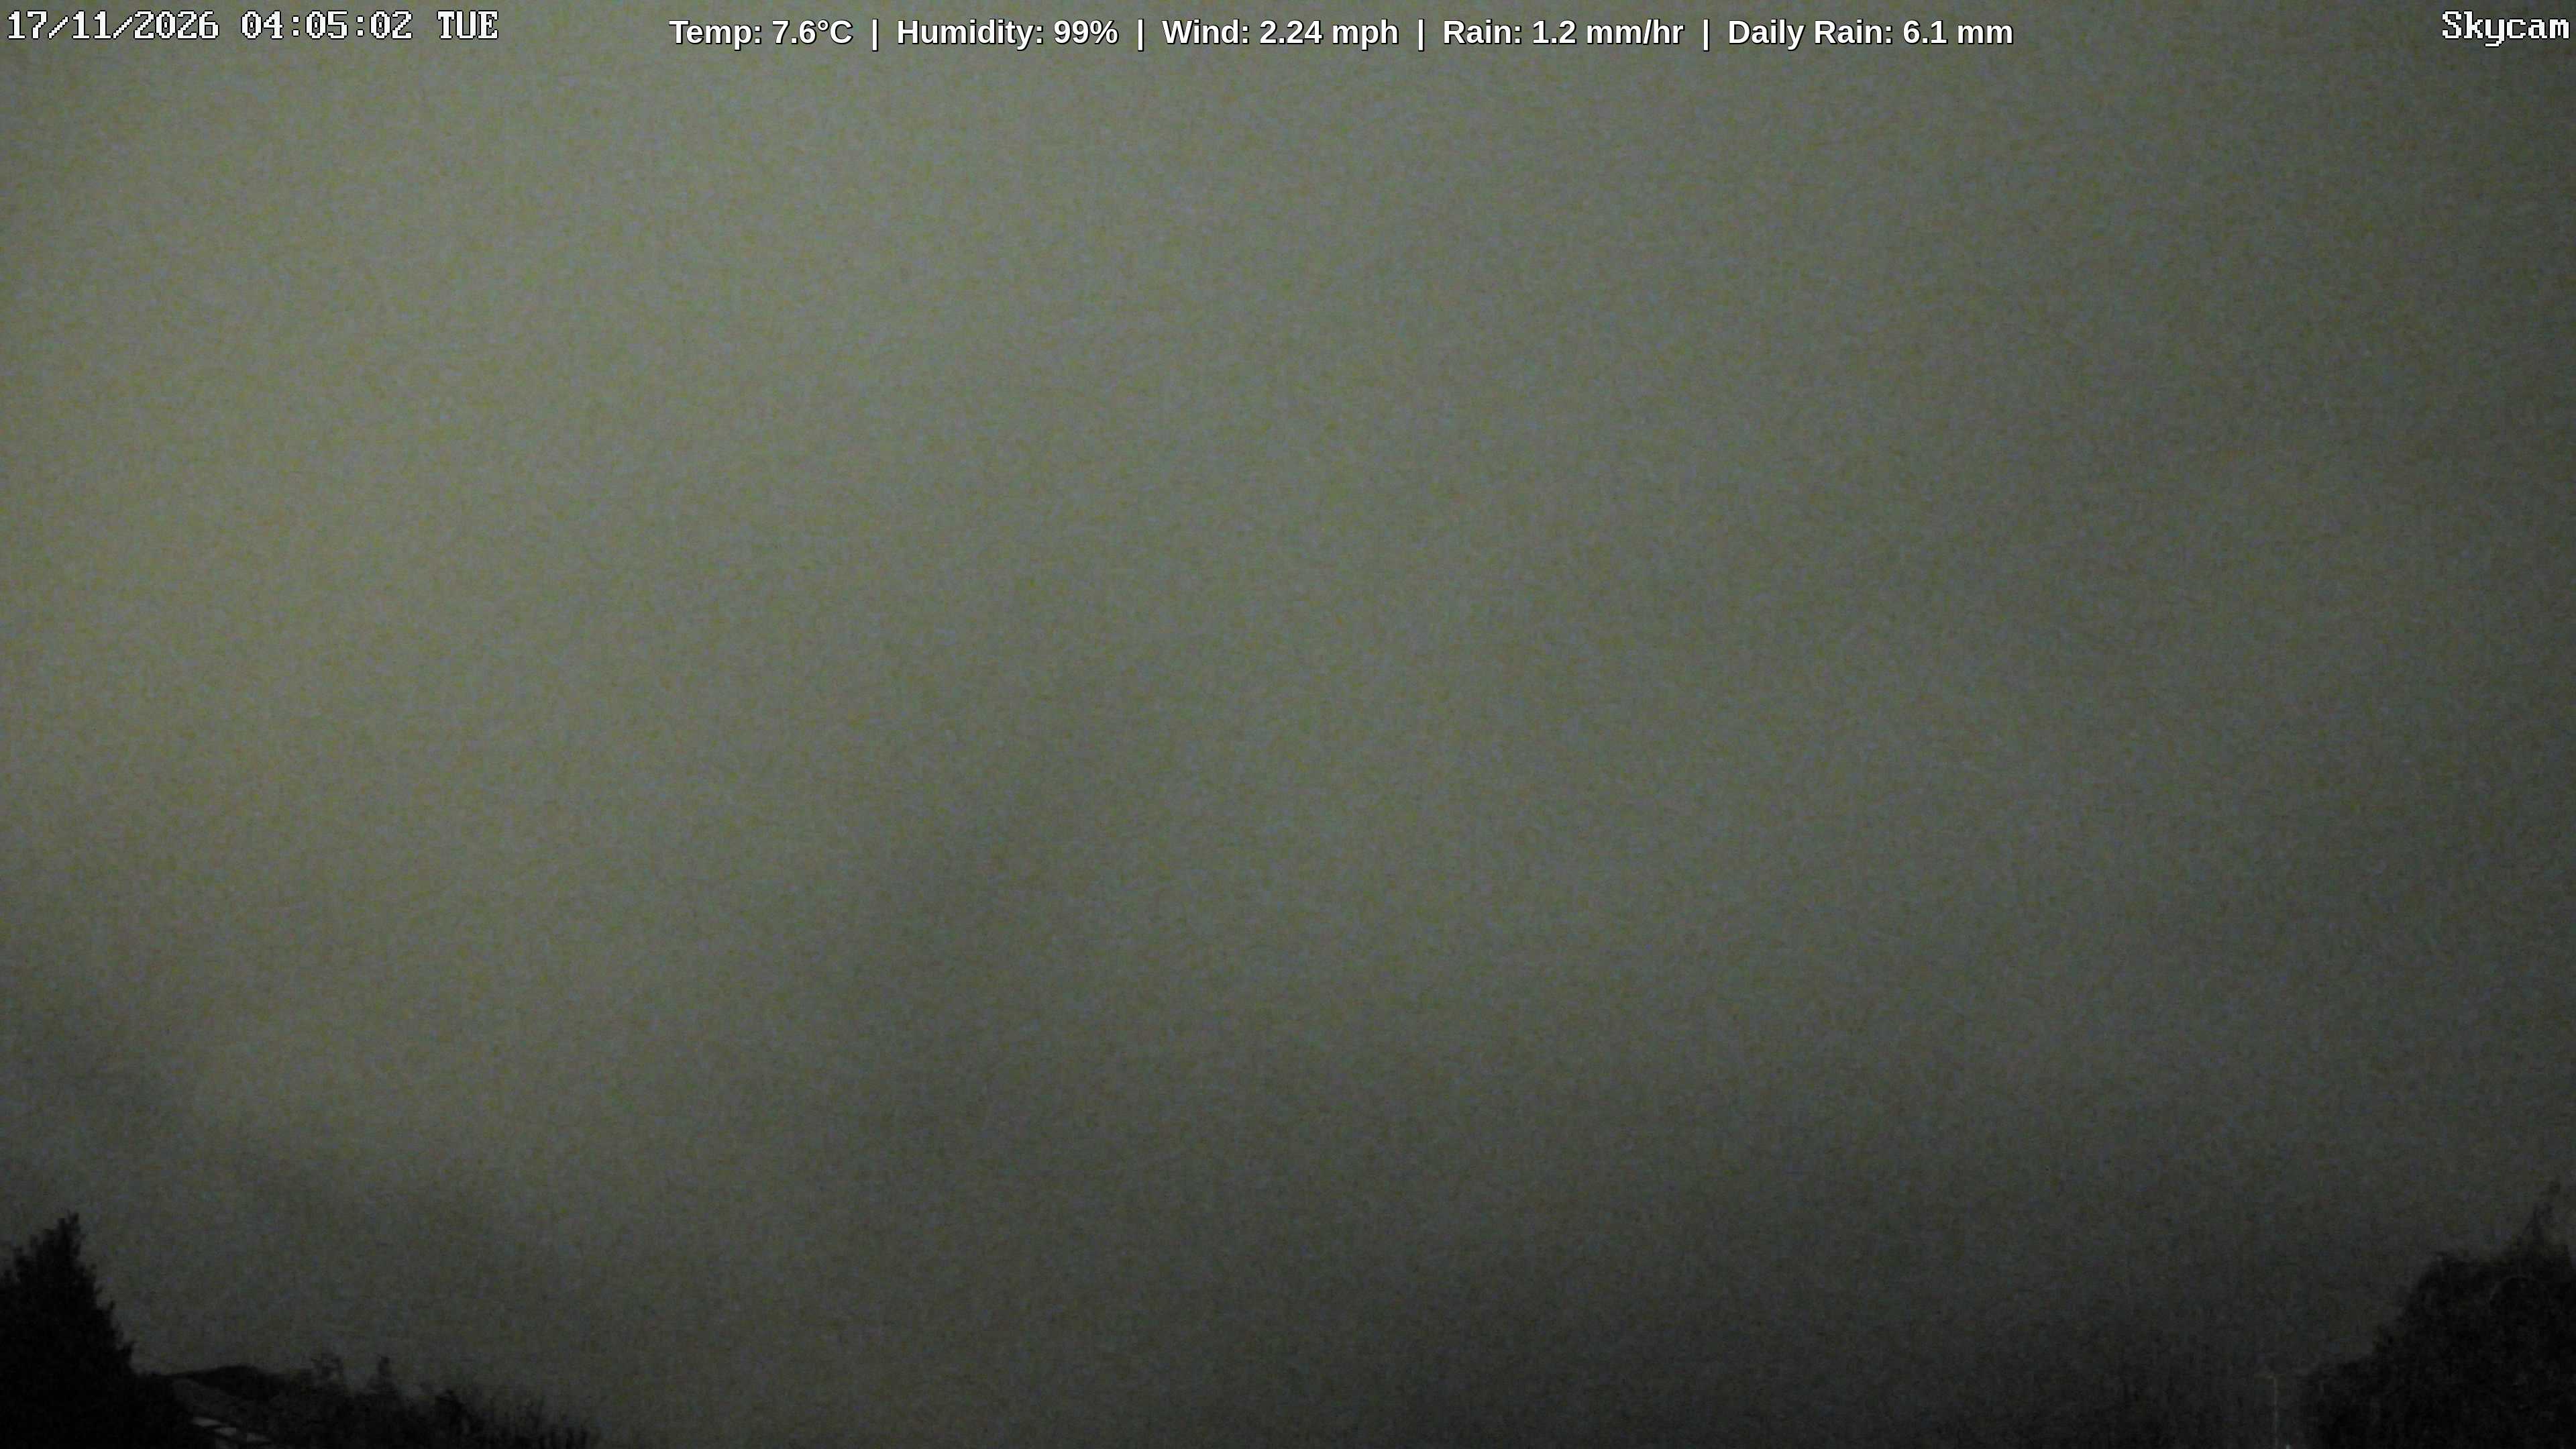 17/11/2026 04:05:02 TUE
Temp: 7.6°C | Humidity: 99% | Wind: 2.24 mph | Rain: 1.2 mm/hr | Daily Rain: 6.1 mm
Skycam